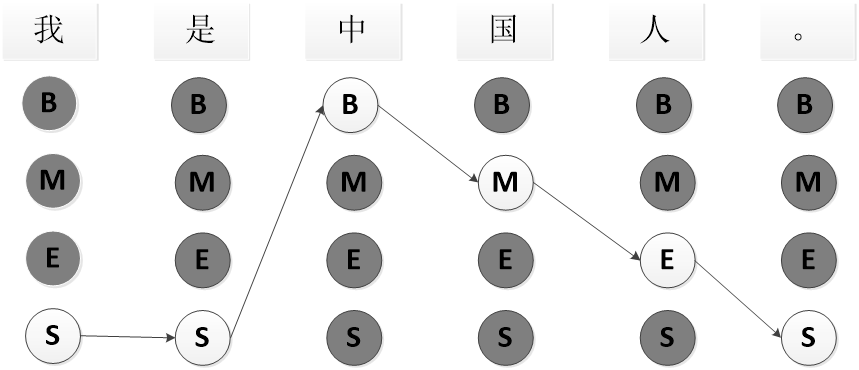 我 是 中 国 人 。
B B B B B B
M M M M M M
E E E E E E
S S S S S S